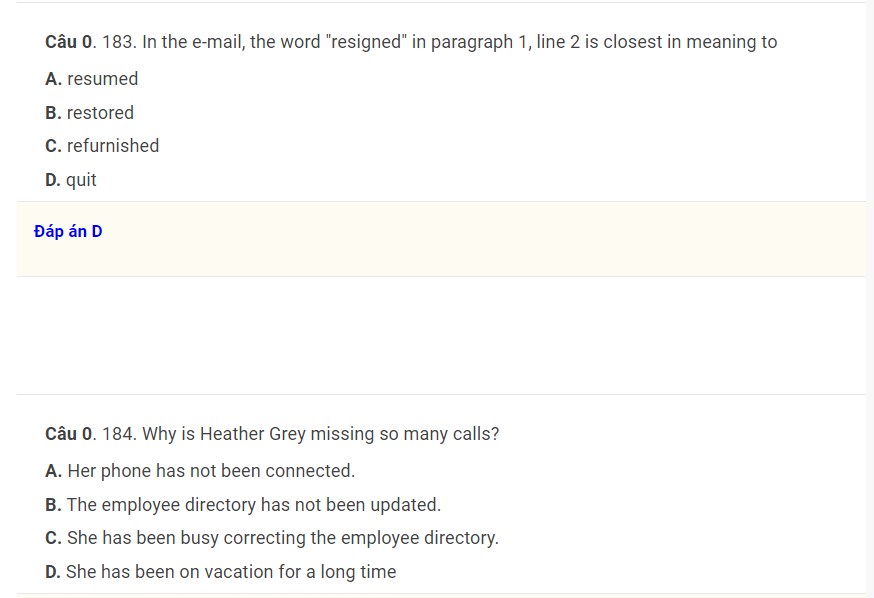 Câu 0. 183. In the e-mail, the word "resigned" in paragraph 1, line 2 is closest in meaning to
A. resumed
B. restored
C. refurnished
D. quit
Đáp án D
Câu 0. 184. Why is Heather Grey missing so many calls?
A. Her phone has not been connected.
B. The employee directory has not been updated.
C. She has been busy correcting the employee directory.
D. She has been on vacation for a long time